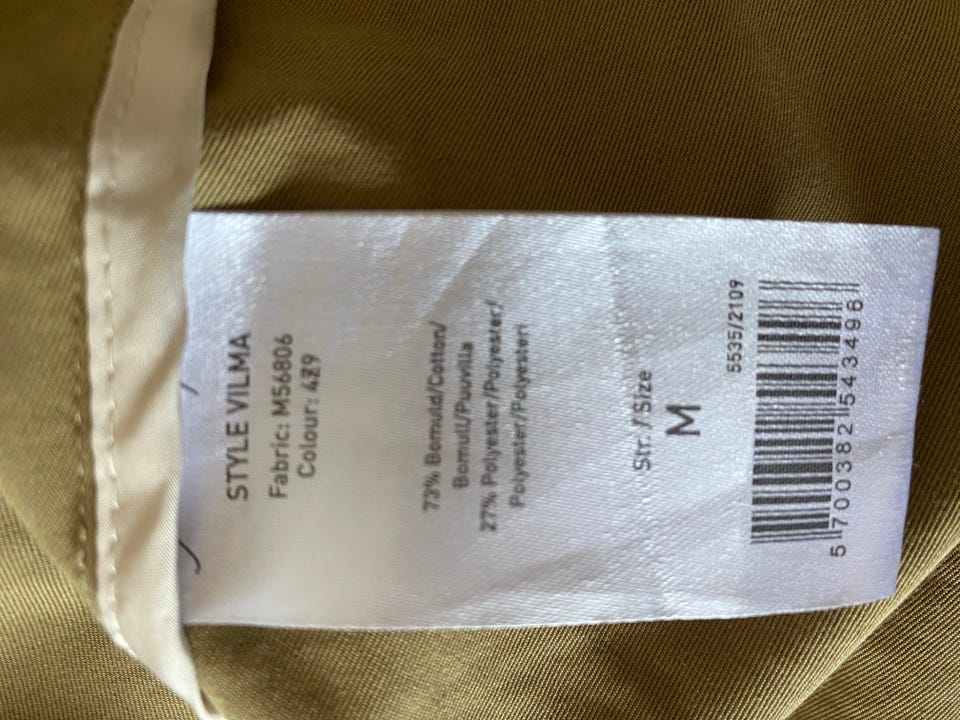 STYLE VILMA
Fabric: M56806
Colour: 4Z9
73% Bomuld/Cotton/
Bomull/Puuvilla
27% Polyester/Polyester/
Polyester/Polyesteri
Str. / Size
M
5535/2109
5 700382 543496